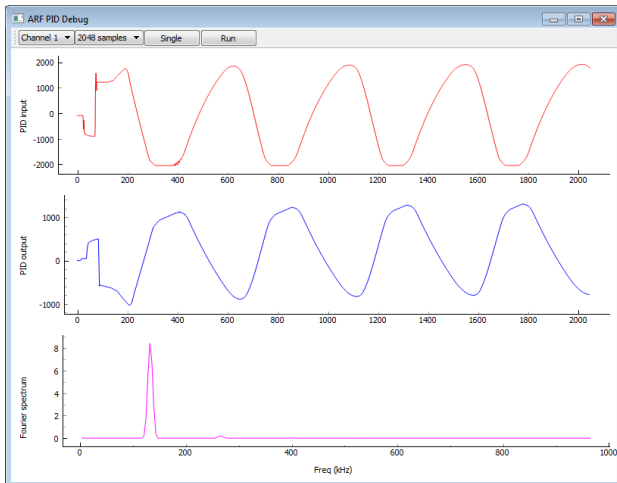 ARF PID Debug
Channel 1 2048 samples Single Run
PID input
2000
1000
0
-1000
-2000
0 200 400 600 800 1000 1200 1400 1600 1800 2000
PID output
1000
0
-1000
0 200 400 600 800 1000 1200 1400 1600 1800 2000
Fourier spectrum
8
6
4
2
0
0 200 400 600 800 1000
Freq (kHz)